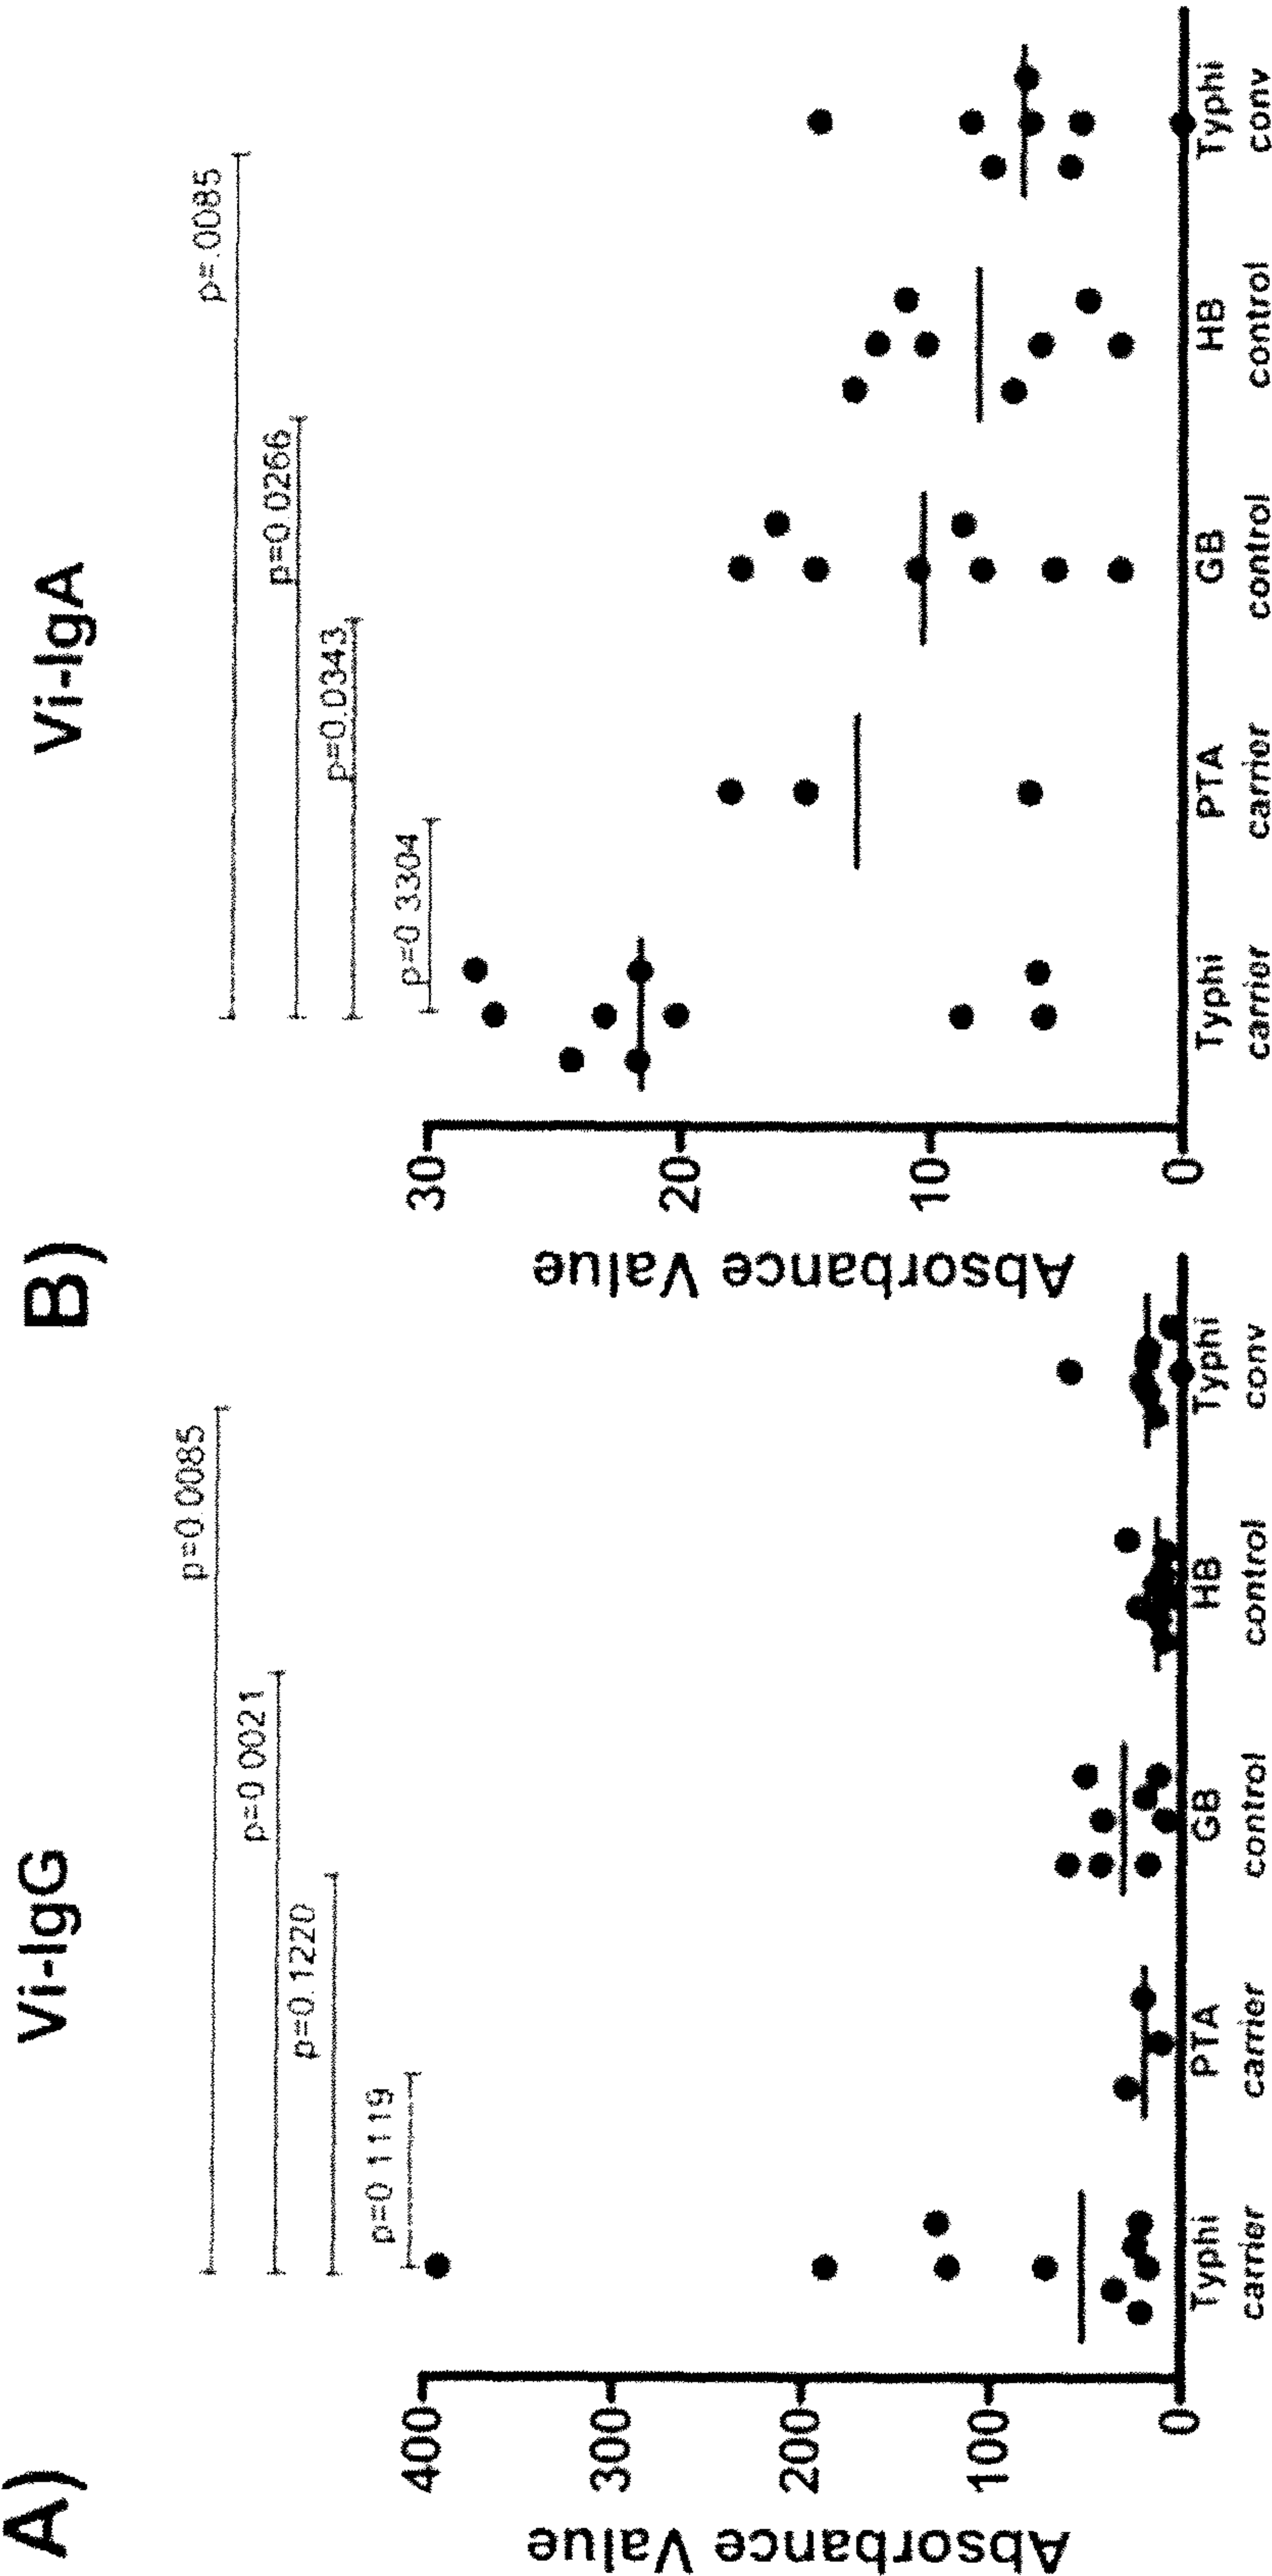 A)
Vi-IgG
p=0.0085
p=0.0021
p=0.1220
p=0.1119
Absorbance Value
400
300
200
100
0
Typhi carrier
PTA carrier
GB control
HB control
Typhi conv
B)
Vi-IgA
p=.0085
p=0.0266
p=0.0343
p=0.3304
Absorbance Value
30
20
10
0
Typhi carrier
PTA carrier
GB control
HB control
Typhi conv